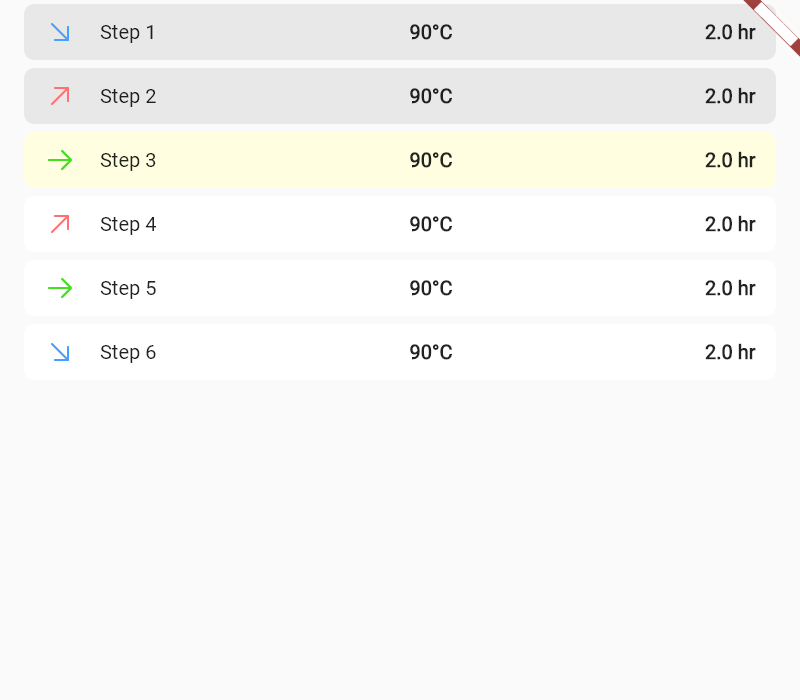 Step 1 90°C 2.0 hr
Step 2 90°C 2.0 hr
Step 3 90°C 2.0 hr
Step 4 90°C 2.0 hr
Step 5 90°C 2.0 hr
Step 6 90°C 2.0 hr